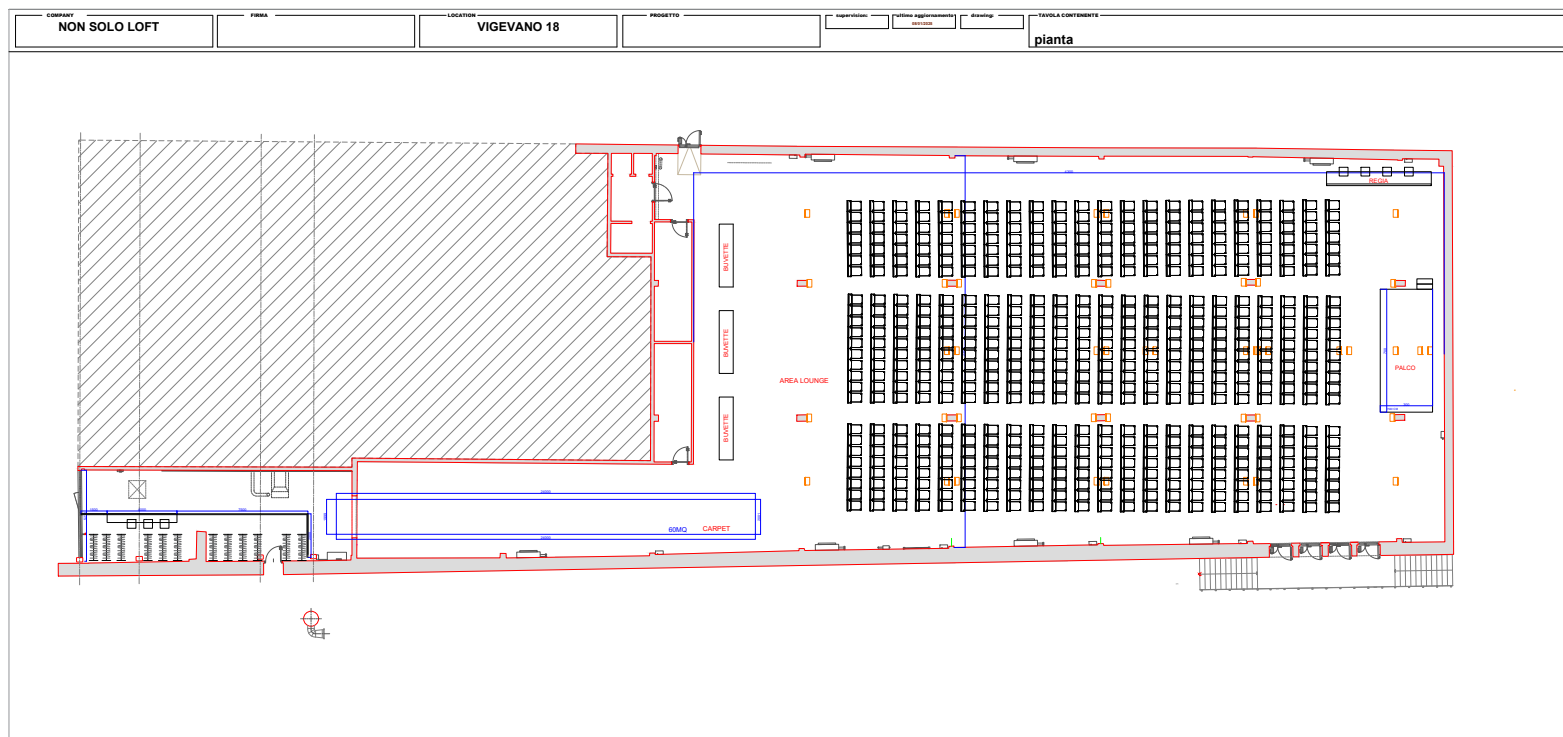 COMPANY
NON SOLO LOFT
FIRMA
LOCATION
VIGEVANO 18
PROGETTO
supervision:
ultimo aggiornamento
drawing:
TAVOLA CONTENENTE
pianta
REGIA
BUVETTE
BUVETTE
AREA LOUNGE
PALCO
BUVETTE
60MQ
CARPET